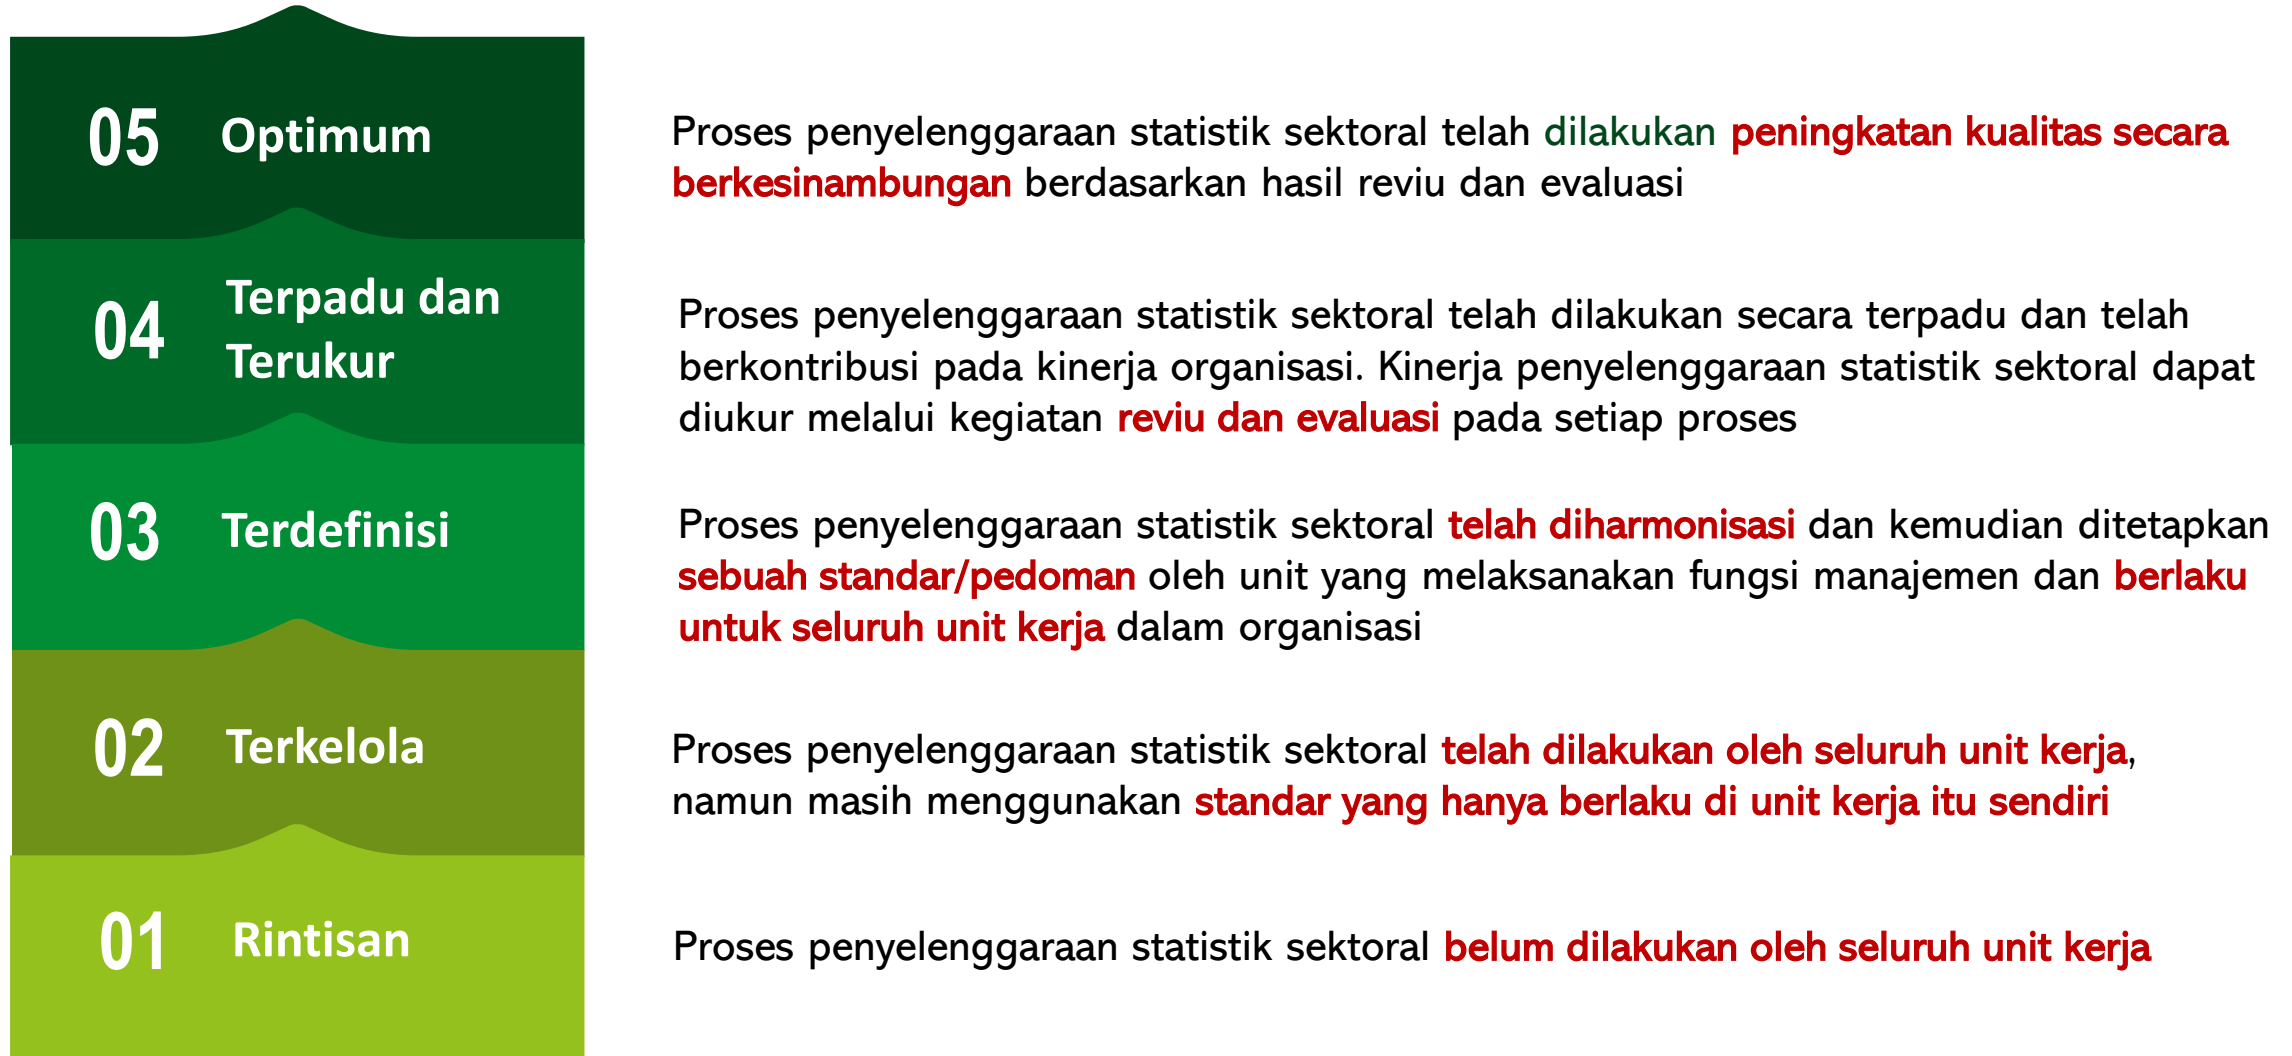 05 Optimum
Proses penyelenggaraan statistik sektoral telah dilakukan peningkatan kualitas secara
berkesinambungan berdasarkan hasil reviu dan evaluasi
04 Terpadu dan
Terukur
Proses penyelenggaraan statistik sektoral telah dilakukan secara terpadu dan telah
berkontribusi pada kinerja organisasi. Kinerja penyelenggaraan statistik sektoral dapat
diukur melalui kegiatan reviu dan evaluasi pada setiap proses
03 Terdefinisi
Proses penyelenggaraan statistik sektoral telah diharmonisasi dan kemudian ditetapkan
sebuah standar/pedoman oleh unit yang melaksanakan fungsi manajemen dan berlaku
untuk seluruh unit kerja dalam organisasi
02 Terkelola
Proses penyelenggaraan statistik sektoral telah dilakukan oleh seluruh unit kerja,
namun masih menggunakan standar yang hanya berlaku di unit kerja itu sendiri
01 Rintisan
Proses penyelenggaraan statistik sektoral belum dilakukan oleh seluruh unit kerja